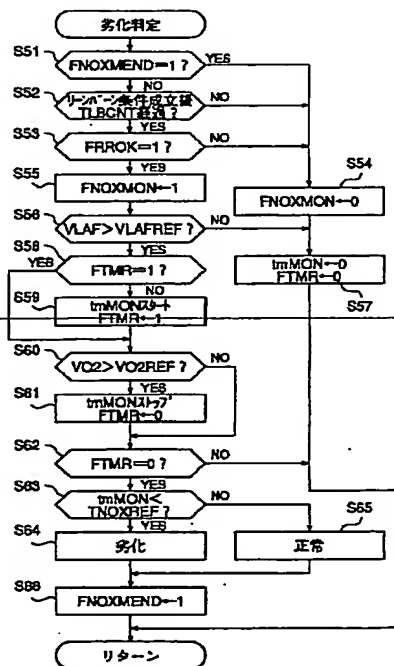 劣化判定
S51
FNOXMEND=1?
YES
NO
S52
リーンバーン条件成立後
TLBCNT経過?
NO
YES
S53
FRROK=1?
NO
YES
S54
FNOXMON←0
S55
FNOXMON←1
S56
VLAF>VLAFREF?
NO
YES
S57
tmMON←0
FTMR←0
S58
FTMR=1?
YES
NO
S59
tmMONスタート
FTMR←1
S60
VO2>VO2REF?
NO
YES
S61
tmMONストップ
FTMR←0
S62
FTMR=0?
NO
YES
S63
tmMON<
TNOXREF?
NO
YES
S64
劣化
S65
正常
S66
FNOXMEND←1
リターン